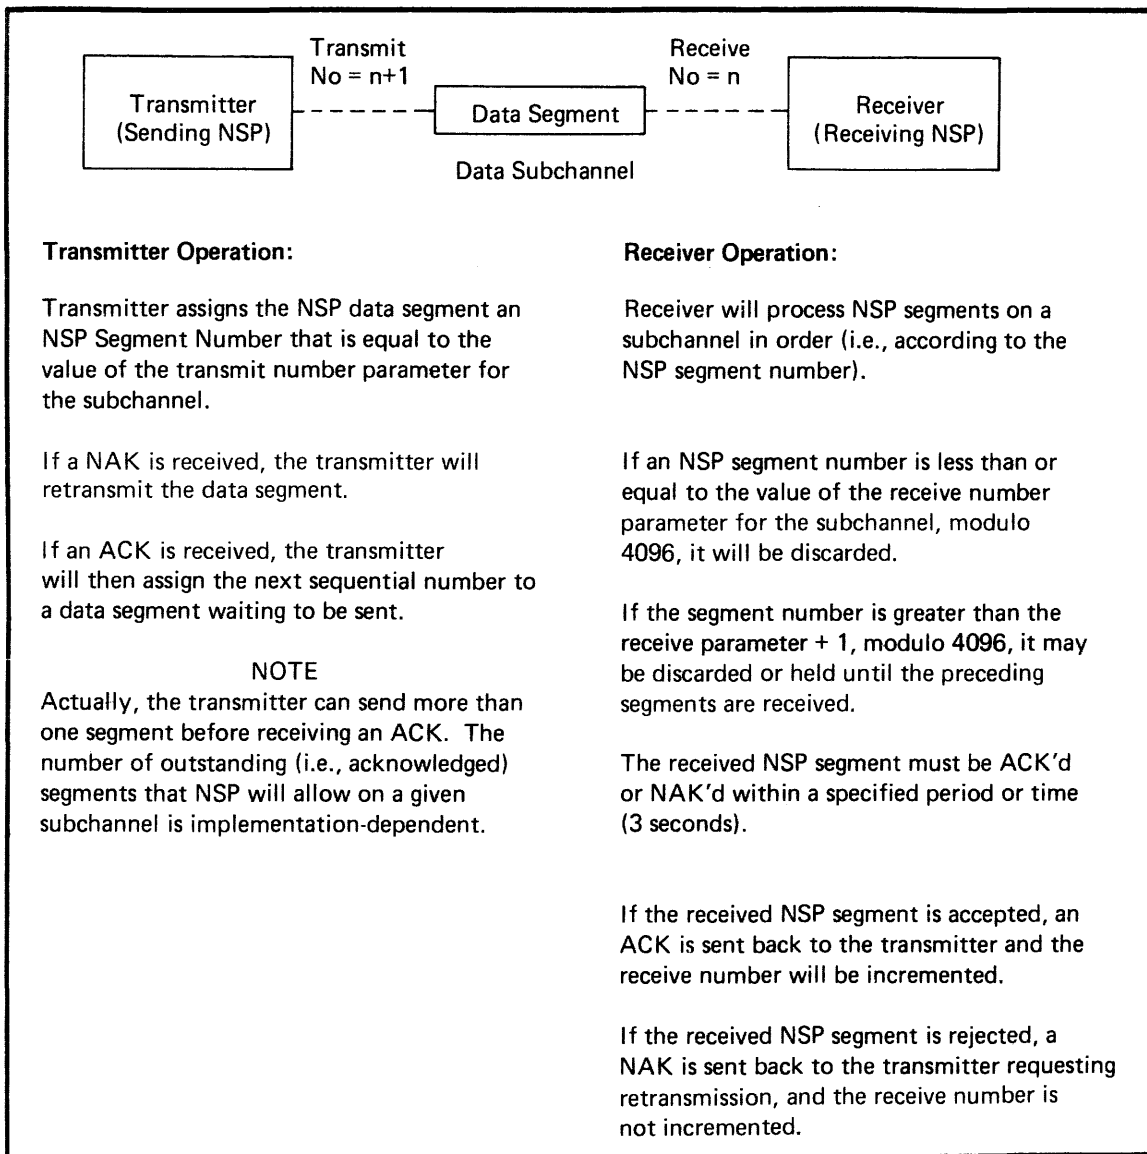 Transmit
No = n+1
Receive
No = n
Transmitter
(Sending NSP)
Data Segment
Receiver
(Receiving NSP)
Data Subchannel
Transmitter Operation:
Transmitter assigns the NSP data segment an
NSP Segment Number that is equal to the
value of the transmit number parameter for
the subchannel.
If a NAK is received, the transmitter will
retransmit the data segment.
If an ACK is received, the transmitter
will then assign the next sequential number to
a data segment waiting to be sent.
NOTE
Actually, the transmitter can send more than
one segment before receiving an ACK. The
number of outstanding (i.e., acknowledged)
segments that NSP will allow on a given
subchannel is implementation-dependent.
Receiver Operation:
Receiver will process NSP segments on a
subchannel in order (i.e., according to the
NSP segment number).
If an NSP segment number is less than or
equal to the value of the receive number
parameter for the subchannel, modulo
4096, it will be discarded.
If the segment number is greater than the
receive parameter + 1, modulo 4096, it may
be discarded or held until the preceding
segments are received.
The received NSP segment must be ACK'd
or NAK'd within a specified period or time
(3 seconds).
If the received NSP segment is accepted, an
ACK is sent back to the transmitter and the
receive number will be incremented.
If the received NSP segment is rejected, a
NAK is sent back to the transmitter requesting
retransmission, and the receive number is
not incremented.